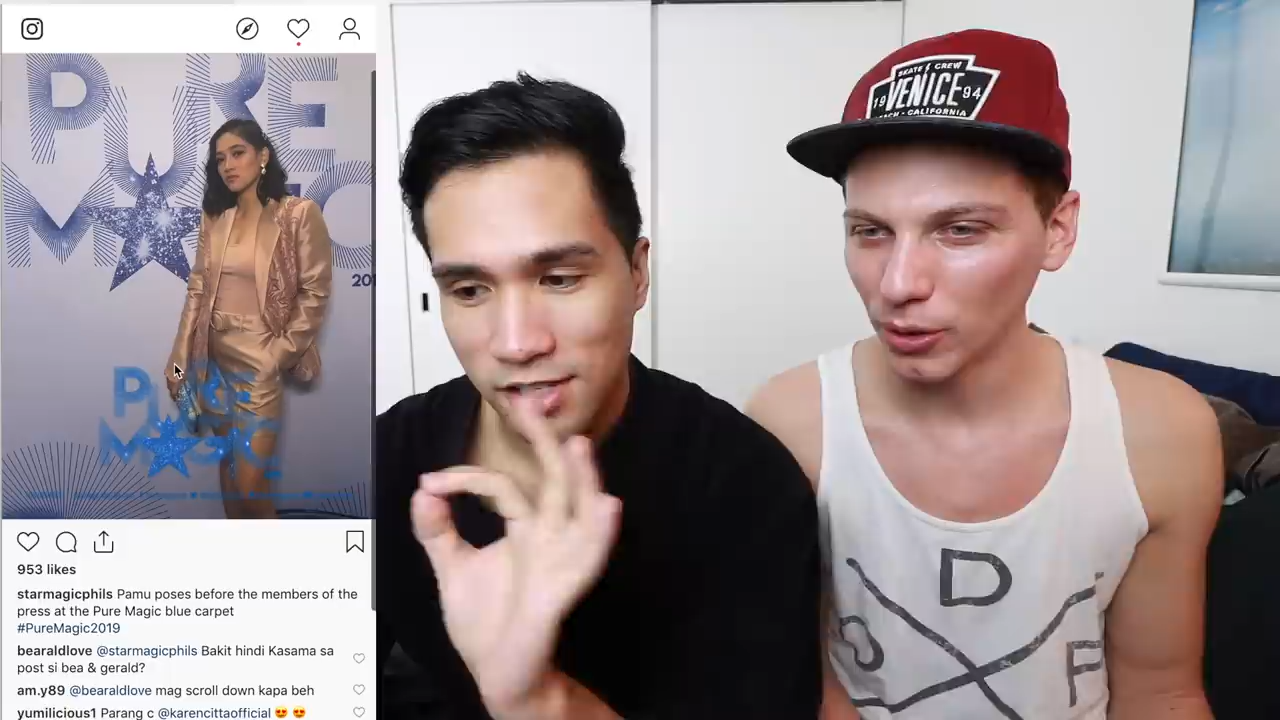 PURE
MAGIC
201
PURE
MAGIC
953 likes
starmagicphils Pamu poses before the members of the
press at the Pure Magic blue carpet
#PureMagic2019
bearaldlove @starmagicphils Bakit hindi Kasama sa
post si bea & gerald?
am.y89 @bearaldlove mag scroll down kapa beh
yumilicious1 Parang c @karencittaofficial 😍 😍
SKATE CREW
19 VENICE 94
BEACH - CALIFORNIA
D
O P